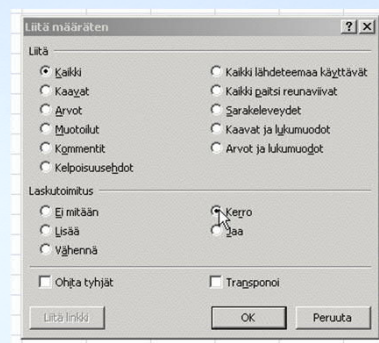 Liitä määräten
Liitä
Kaikki
Kaavat
Arvot
Muotoilut
Kommentit
Kelpoisuusehdot
Kaikki lähdeteemaa käyttävät
Kaikki paitsi reunaviivat
Sarakeleveydet
Kaavat ja lukumuodot
Arvot ja lukumuodot
Laskutoimitus
Ei mitään
Lisää
Vähennä
Kerro
Jaa
Ohita tyhjät
Transponoi
Liitä linkki
OK
Peruuta